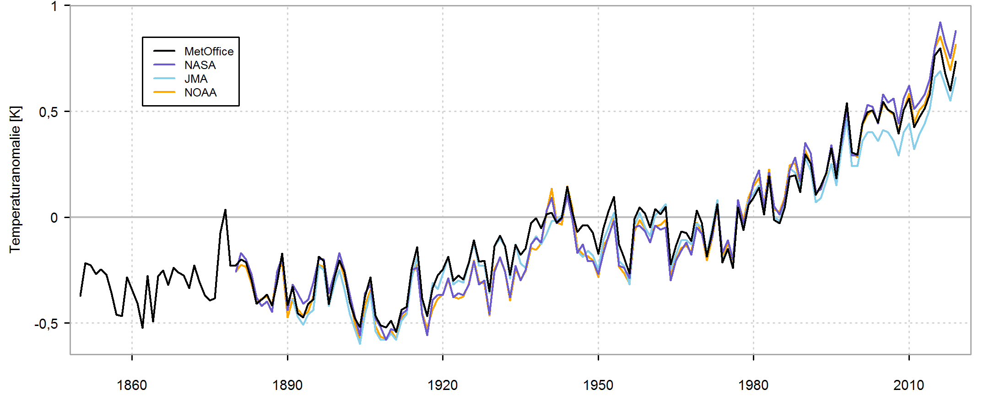 Temperaturanomalie [K]
1
0,5
0
-0,5
MetOffice
NASA
JMA
NOAA
1860 1890 1920 1950 1980 2010